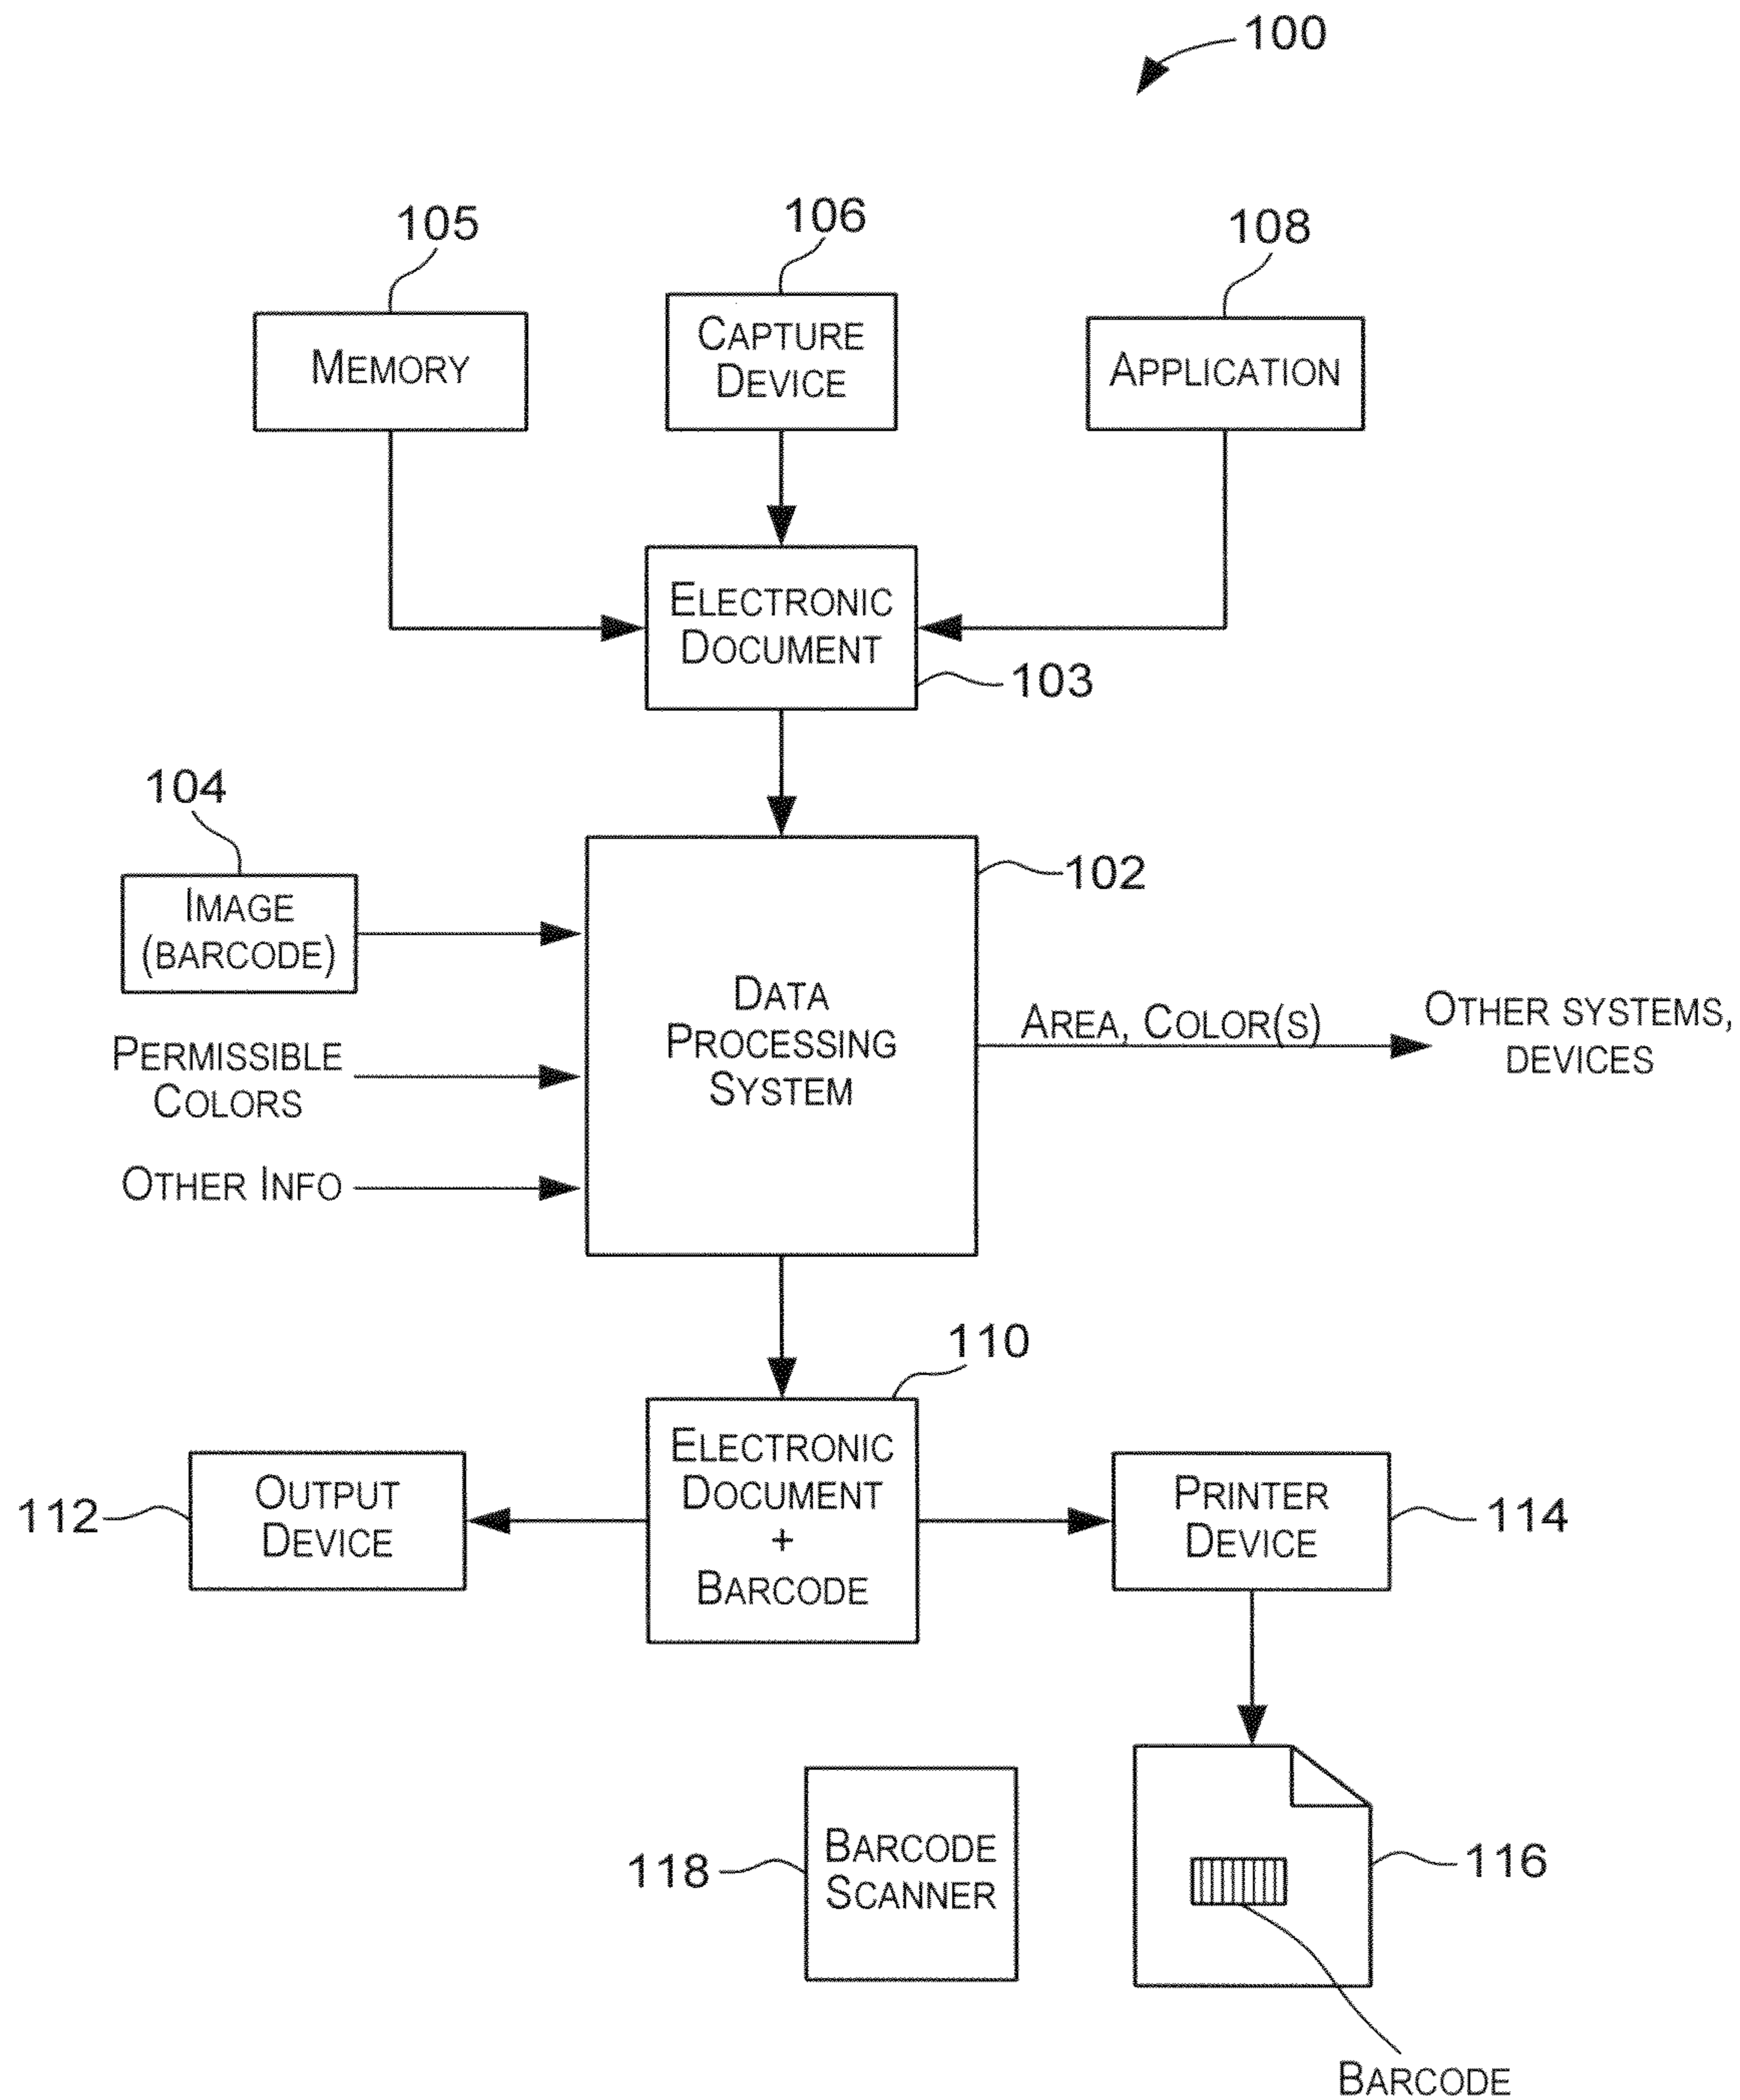 100
105
106
108
MEMORY
CAPTURE
DEVICE
APPLICATION
ELECTRONIC
DOCUMENT
103
104
102
IMAGE
(BARCODE)
PERMISSIBLE
COLORS
OTHER INFO
DATA
PROCESSING
SYSTEM
AREA, COLOR(S)
OTHER SYSTEMS,
DEVICES
110
112
OUTPUT
DEVICE
ELECTRONIC
DOCUMENT
+
BARCODE
PRINTER
DEVICE
114
118
BARCODE
SCANNER
116
BARCODE